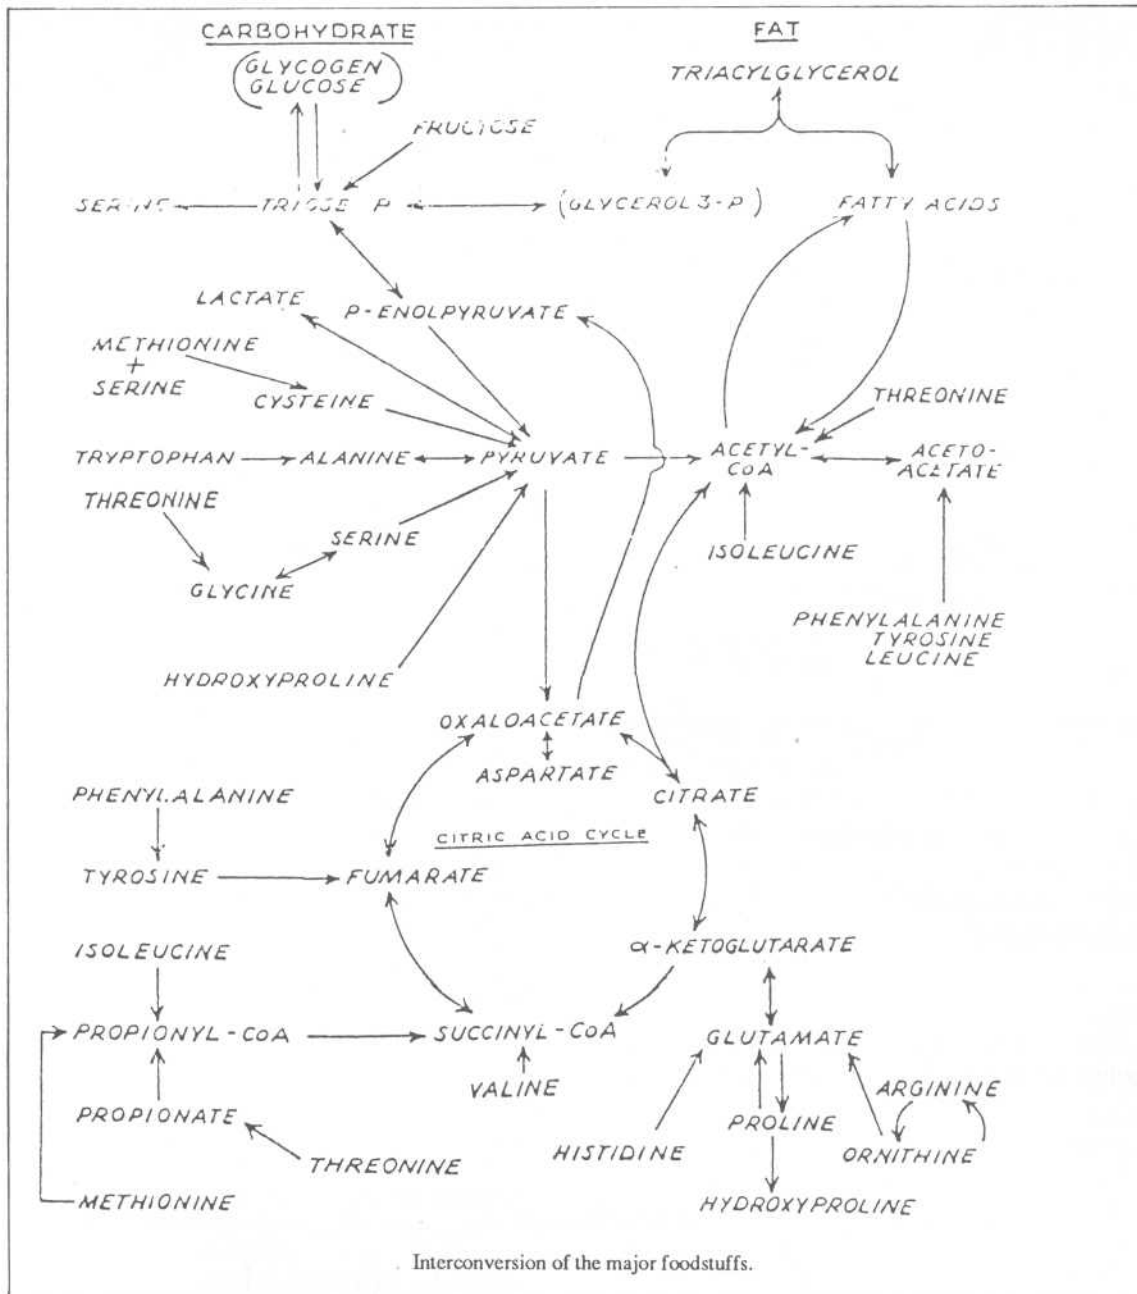 CARBOHYDRATE
FAT
(GLYCOGEN
GLUCOSE)
TRIACYLGLYCEROL
FRUCTOSE
SERINE
TRIOSE P
(GLYCEROL 3-P)
FATTY ACIDS
LACTATE
P-ENOLPYRUVATE
METHIONINE
+
SERINE
CYSTEINE
THREONINE
TRYPTOPHAN
ALANINE
PYRUVATE
ACETYL-
CoA
ACETO-
ACETATE
THREONINE
SERINE
ISOLEUCINE
GLYCINE
PHENYLALANINE
TYROSINE
LEUCINE
HYDROXYPROLINE
OXALOACETATE
ASPARTATE
CITRATE
PHENYLALANINE
CITRIC ACID CYCLE
TYROSINE
FUMARATE
ISOLEUCINE
α-KETOGLUTARATE
PROPIONYL-CoA
SUCCINYL-CoA
GLUTAMATE
VALINE
ARGININE
PROPIONATE
PROLINE
HISTIDINE
ORNITHINE
THREONINE
METHIONINE
HYDROXYPROLINE
Interconversion of the major foodstuffs.